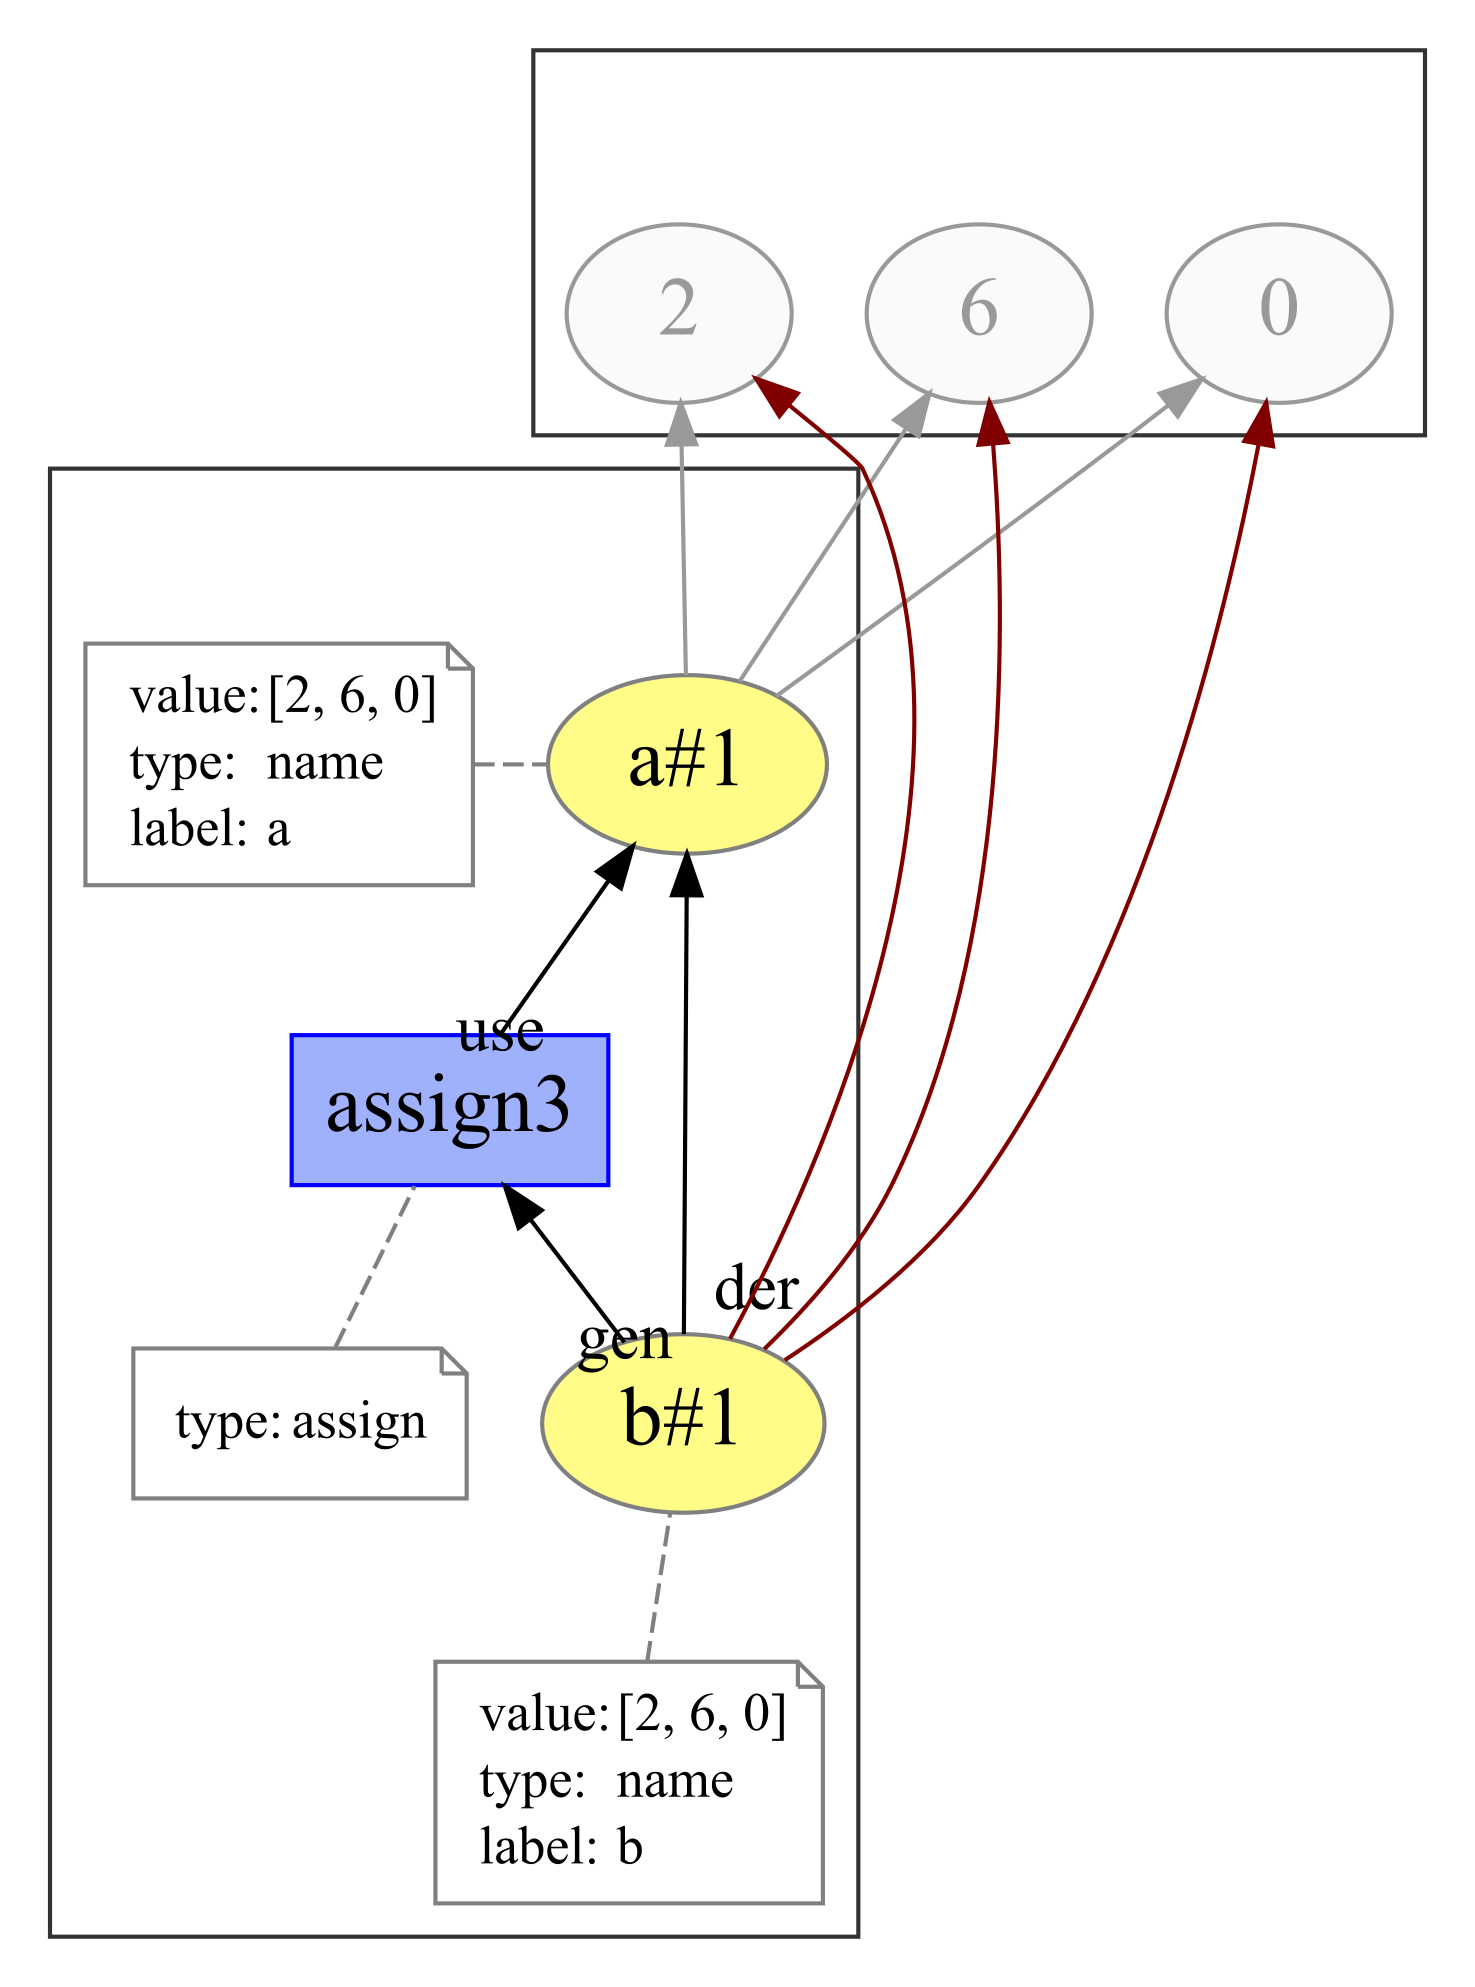 2
6
0
value: [2, 6, 0]
type: name
label: a
a#1
use
assign3
der
gen
type: assign
b#1
value: [2, 6, 0]
type: name
label: b